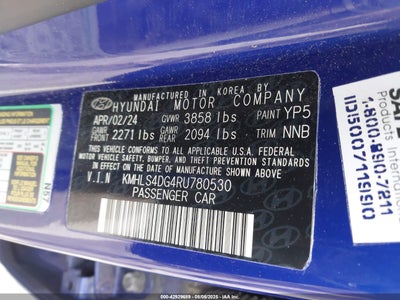 MANUFACTURED IN KOREA BY
HYUNDAI MOTOR COMPANY
APR/02/24 GVWR 3858 lbs PAINT YP5
GAWR FRONT 2271 lbs GAWR REAR 2094 lbs TRIM NNB
THIS VEHICLE CONFORMS TO ALL APPLICABLE U.S.A FEDERAL
MOTOR VEHICLE SAFETY, BUMPER, AND THEFT PREVENTION
STANDARDS IN EFFECT ON THE DATE OF MANUFACTURE
SHOWN ABOVE.
V.I.N KMHLS4DG4RU780530
PASSENGER CAR